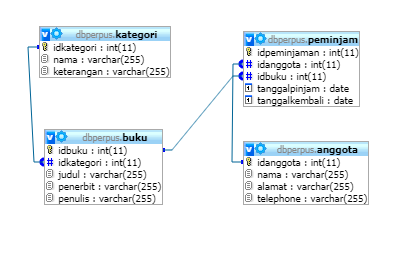 dbperpus.kategori
idkategori : int(11)
nama : varchar(255)
keterangan : varchar(255)
dbperpus.peminjam
idpeminjaman : int(11)
idanggota : int(11)
idbuku : int(11)
tanggalpinjam : date
tanggalkembali : date
dbperpus.buku
idbuku : int(11)
idkategori : int(11)
judul : varchar(255)
penerbit : varchar(255)
penulis : varchar(255)
dbperpus.anggota
idanggota : int(11)
nama : varchar(255)
alamat : varchar(255)
telephone : varchar(255)